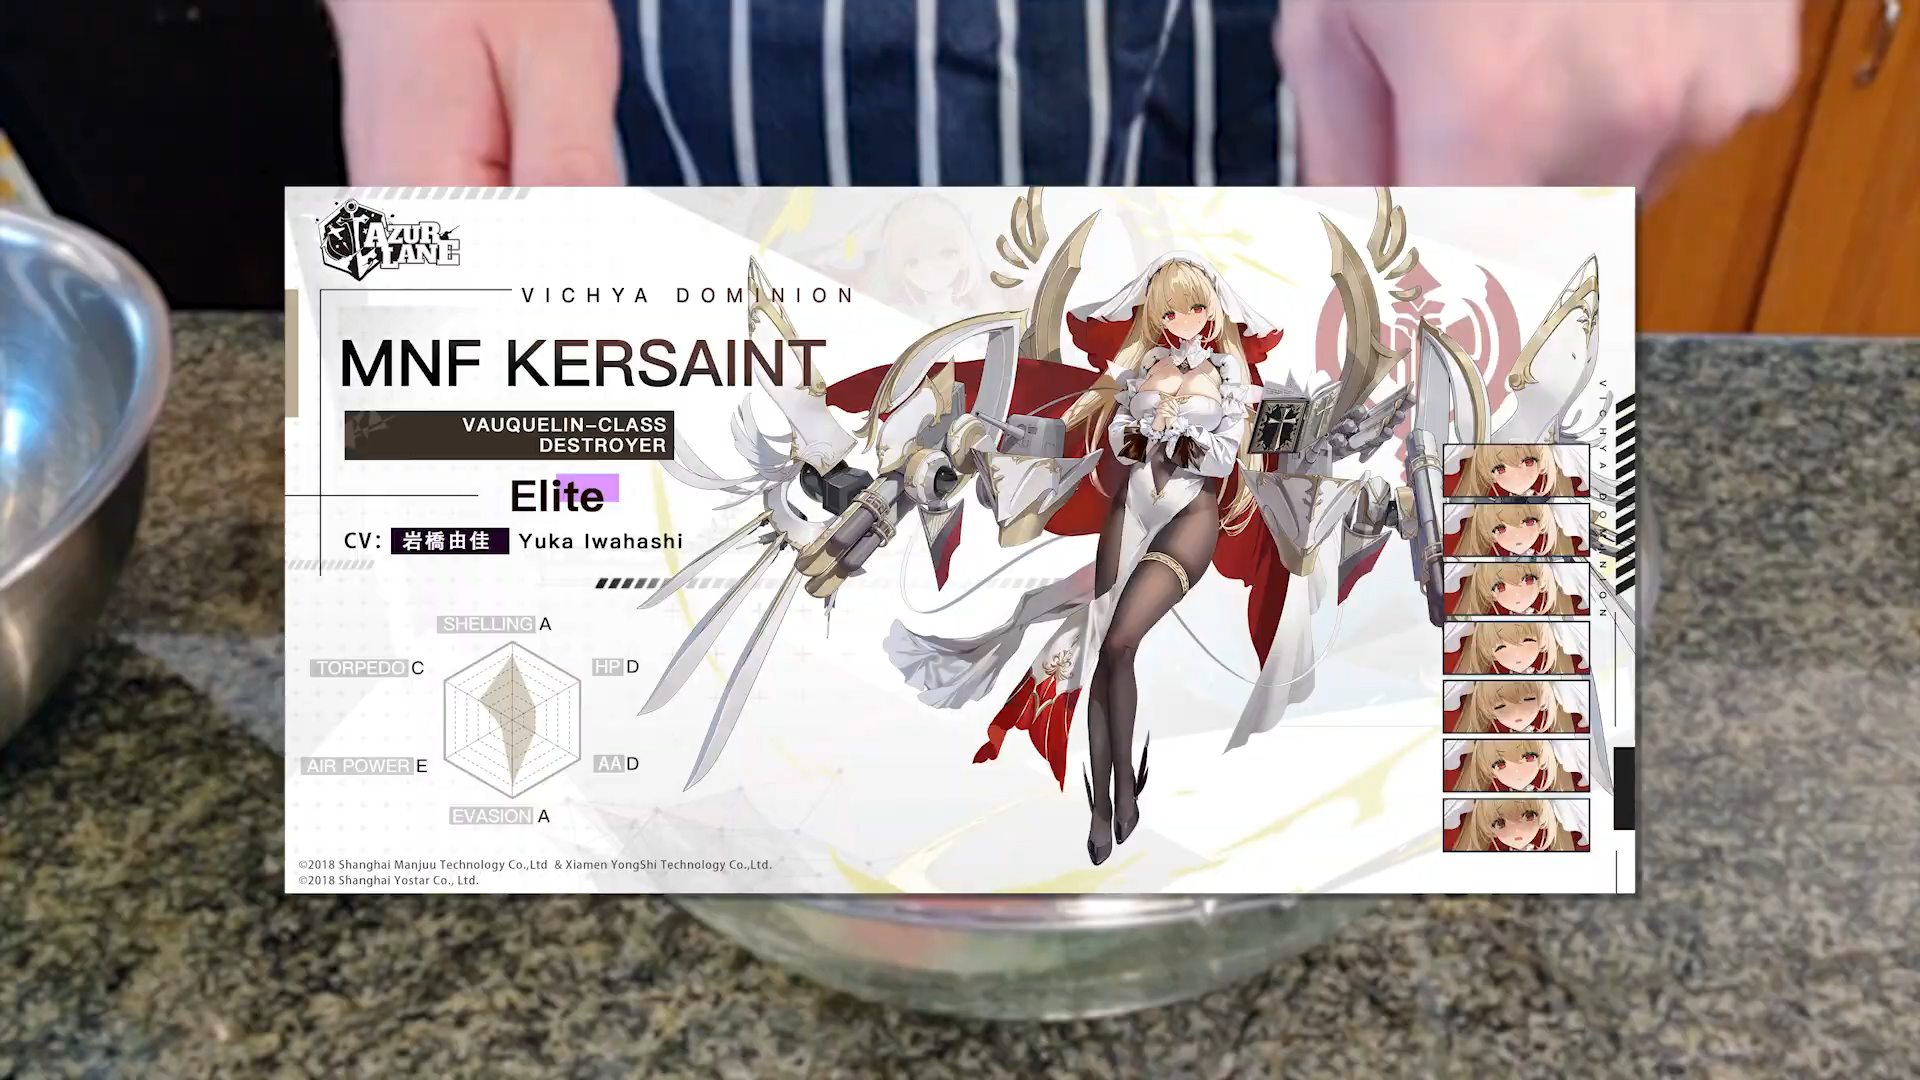 AZUR
LANE
VICHYA DOMINION
MNF KERSAINT
VAUQUELIN-CLASS
DESTROYER
Elite
CV: 岩橋由佳 Yuka Iwahashi
SHELLING A
TORPEDO C
HP D
AIR POWER E
AA D
EVASION A
©2018 Shanghai Manjuu Technology Co.,Ltd & Xiamen YongShi Technology Co.,Ltd.
©2018 Shanghai Yostar Co., Ltd.
VICHYA DOMINION